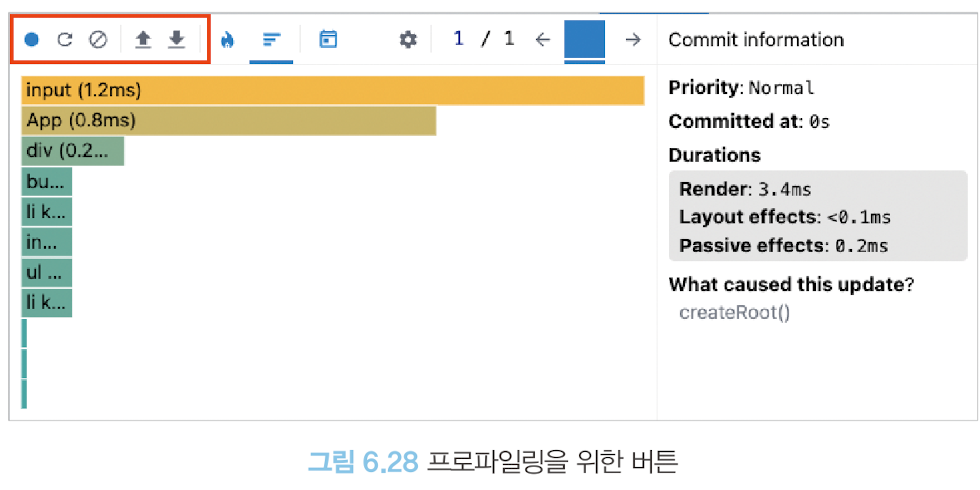 1 / 1
Commit information
input (1.2ms)
App (0.8ms)
div (0.2...
bu...
li k...
in...
ul ...
li k...
Priority: Normal
Committed at: 0s
Durations
Render: 3.4ms
Layout effects: <0.1ms
Passive effects: 0.2ms
What caused this update?
createRoot()
그림 6.28 프로파일링을 위한 버튼